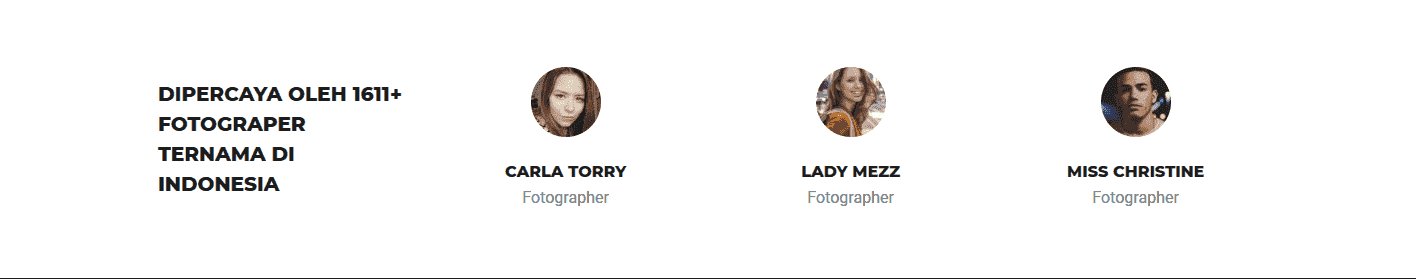 DIPERCAYA OLEH 1611+
FOTOGRAPER
TERNAMA DI
INDONESIA
CARLA TORRY
Fotographer
LADY MEZZ
Fotographer
MISS CHRISTINE
Fotographer